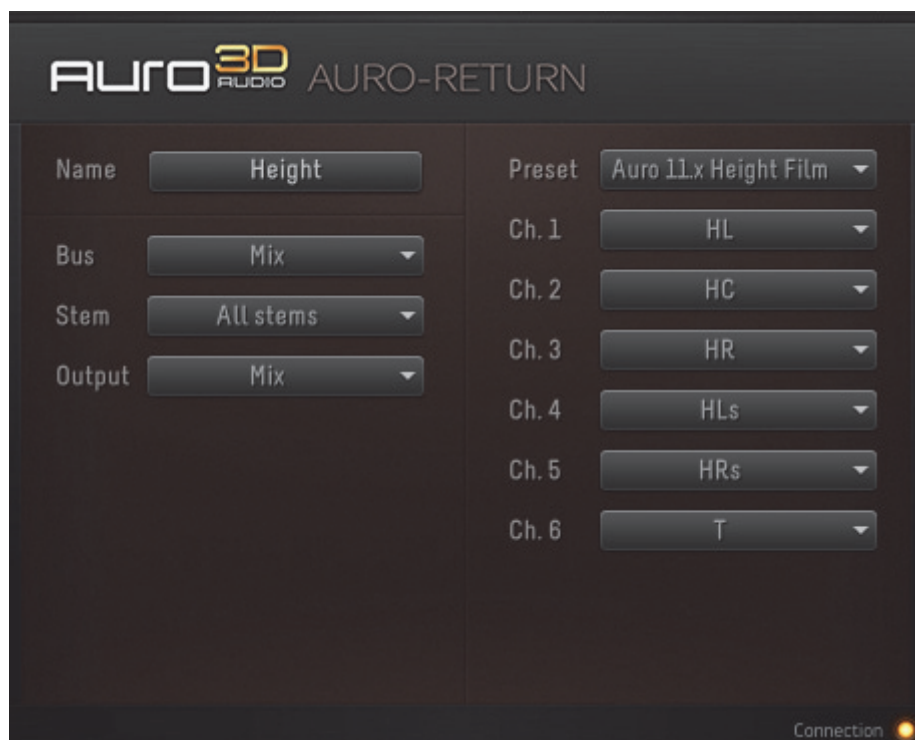 AURO 3D AUDIO AURO-RETURN
Name Height
Bus Mix
Stem All stems
Output Mix
Preset Auro 11.x Height Film
Ch. 1 HL
Ch. 2 HC
Ch. 3 HR
Ch. 4 HLs
Ch. 5 HRs
Ch. 6 T
Connection